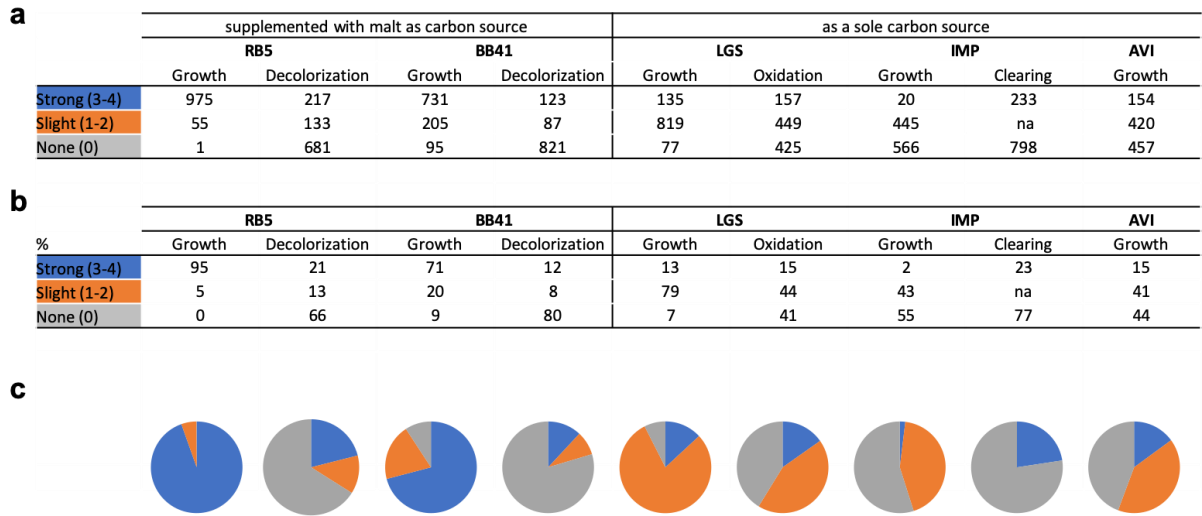 a
supplemented with malt as carbon source as a sole carbon source
RB5 BB41 LGS IMP AVI
Growth Decolorization Growth Decolorization Growth Oxidation Growth Clearing Growth
Strong (3-4) 975 217 731 123 135 157 20 233 154
Slight (1-2) 55 133 205 87 819 449 445 na 420
None (0) 1 681 95 821 77 425 566 798 457
b
RB5 BB41 LGS IMP AVI
% Growth Decolorization Growth Decolorization Growth Oxidation Growth Clearing Growth
Strong (3-4) 95 21 71 12 13 15 2 23 15
Slight (1-2) 5 13 20 8 79 44 43 na 41
None (0) 0 66 9 80 7 41 55 77 44
c